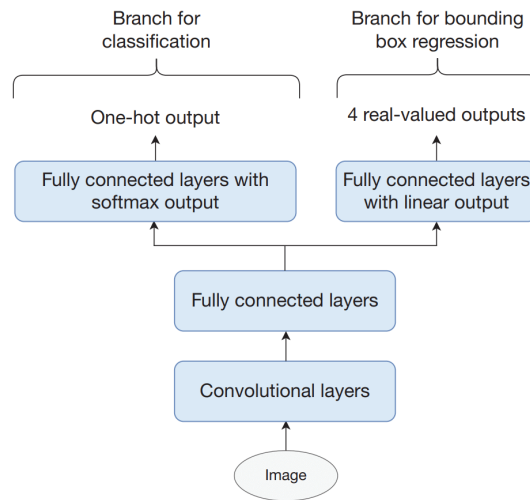 Branch for
classification
Branch for bounding
box regression
One-hot output
4 real-valued outputs
Fully connected layers with
softmax output
Fully connected layers
with linear output
Fully connected layers
Convolutional layers
Image